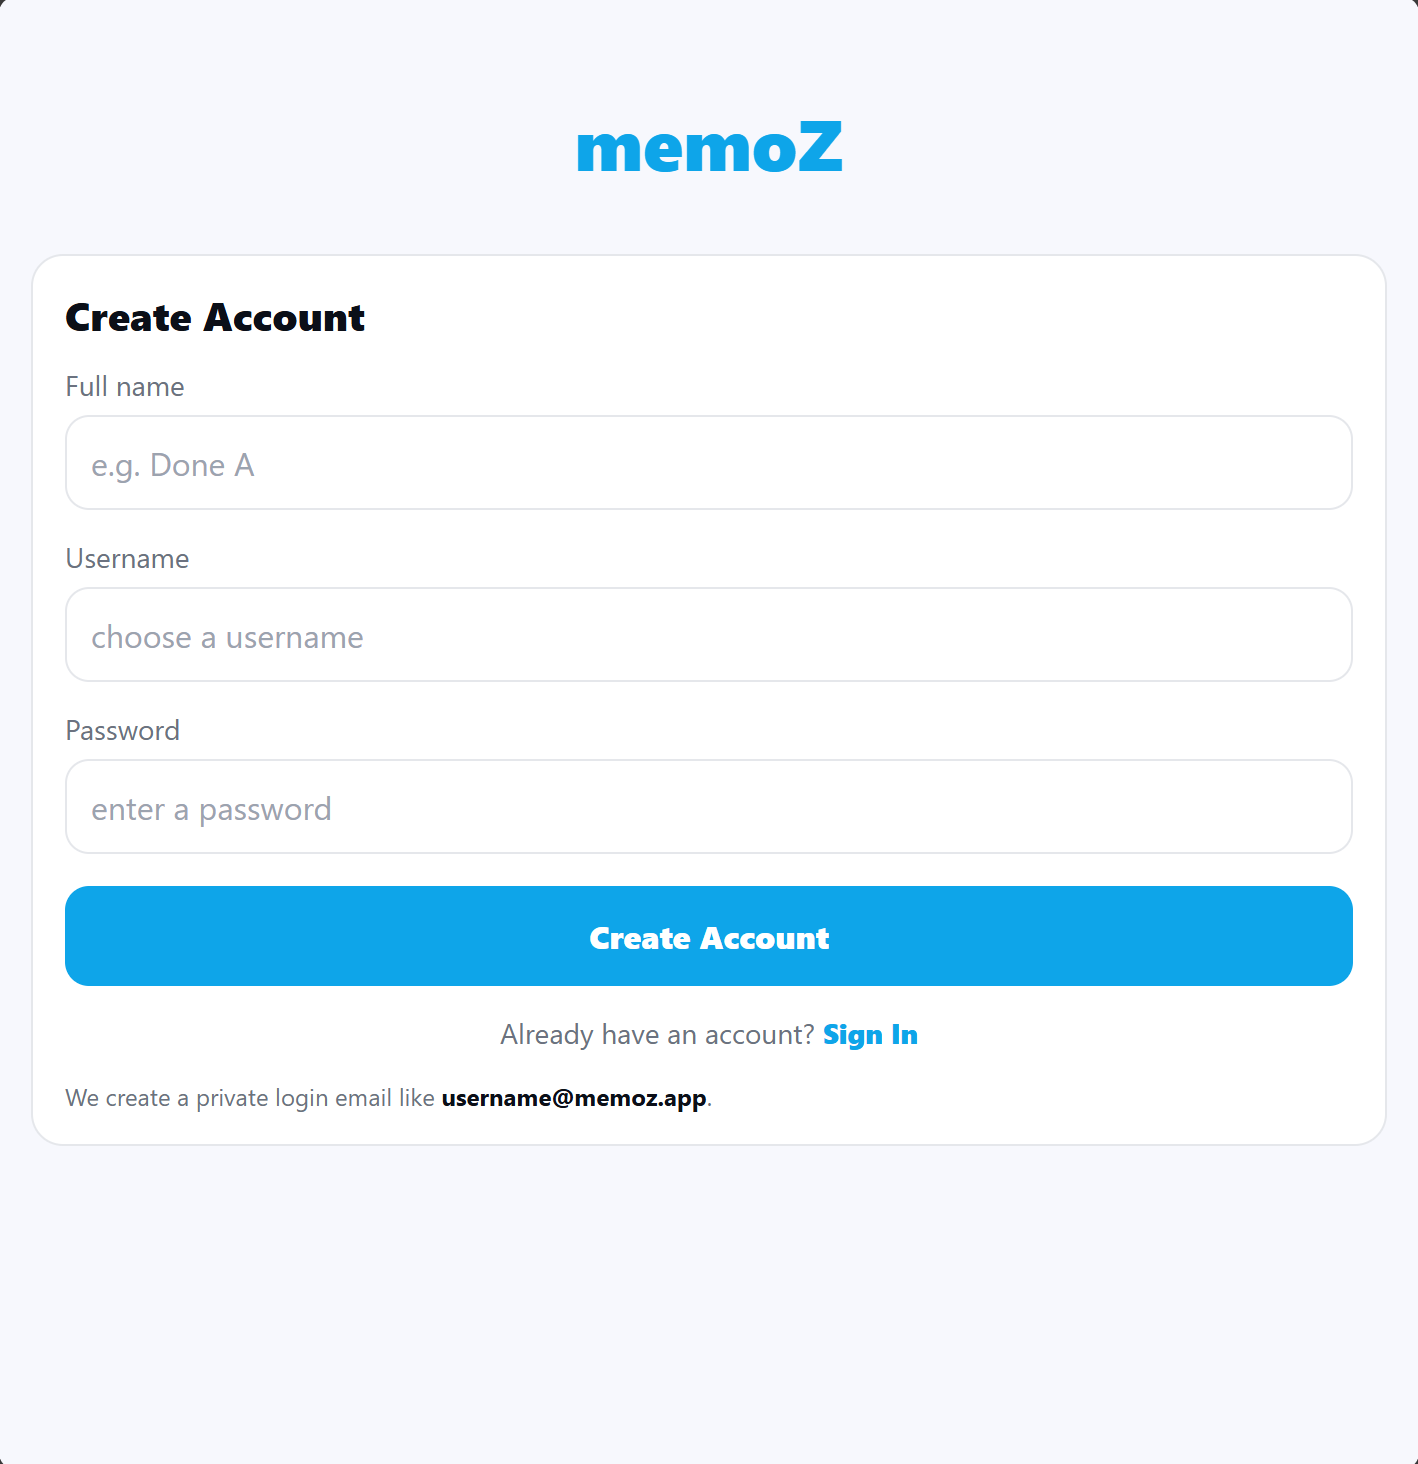 memoZ
Create Account
Full name
e.g. Done A
Username
choose a username
Password
enter a password
Create Account
Already have an account? Sign In
We create a private login email like username@memoz.app.